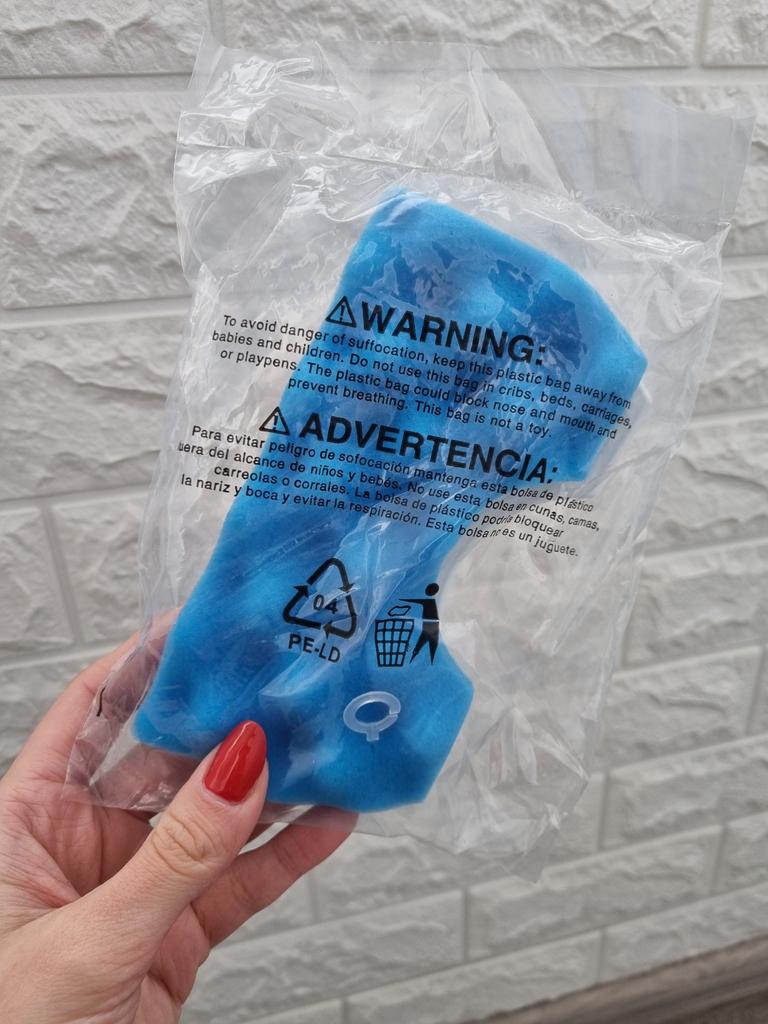 WARNING:
To avoid danger of suffocation, keep this plastic bag away from
babies and children. Do not use this bag in cribs, beds, carriages,
or playpens. The plastic bag could block nose and mouth and
prevent breathing. This bag is not a toy.
ADVERTENCIA:
Para evitar peligro de sofocación mantenga esta bolsa de plástico
uera del alcance de niños y bebés. No use esta bolsa en cunas, camas,
carreolas o corrales. La bolsa de plástico podría bloquear
la nariz y boca y evitar la respiración. Esta bolsa no es un juguete.
04
PE-LD